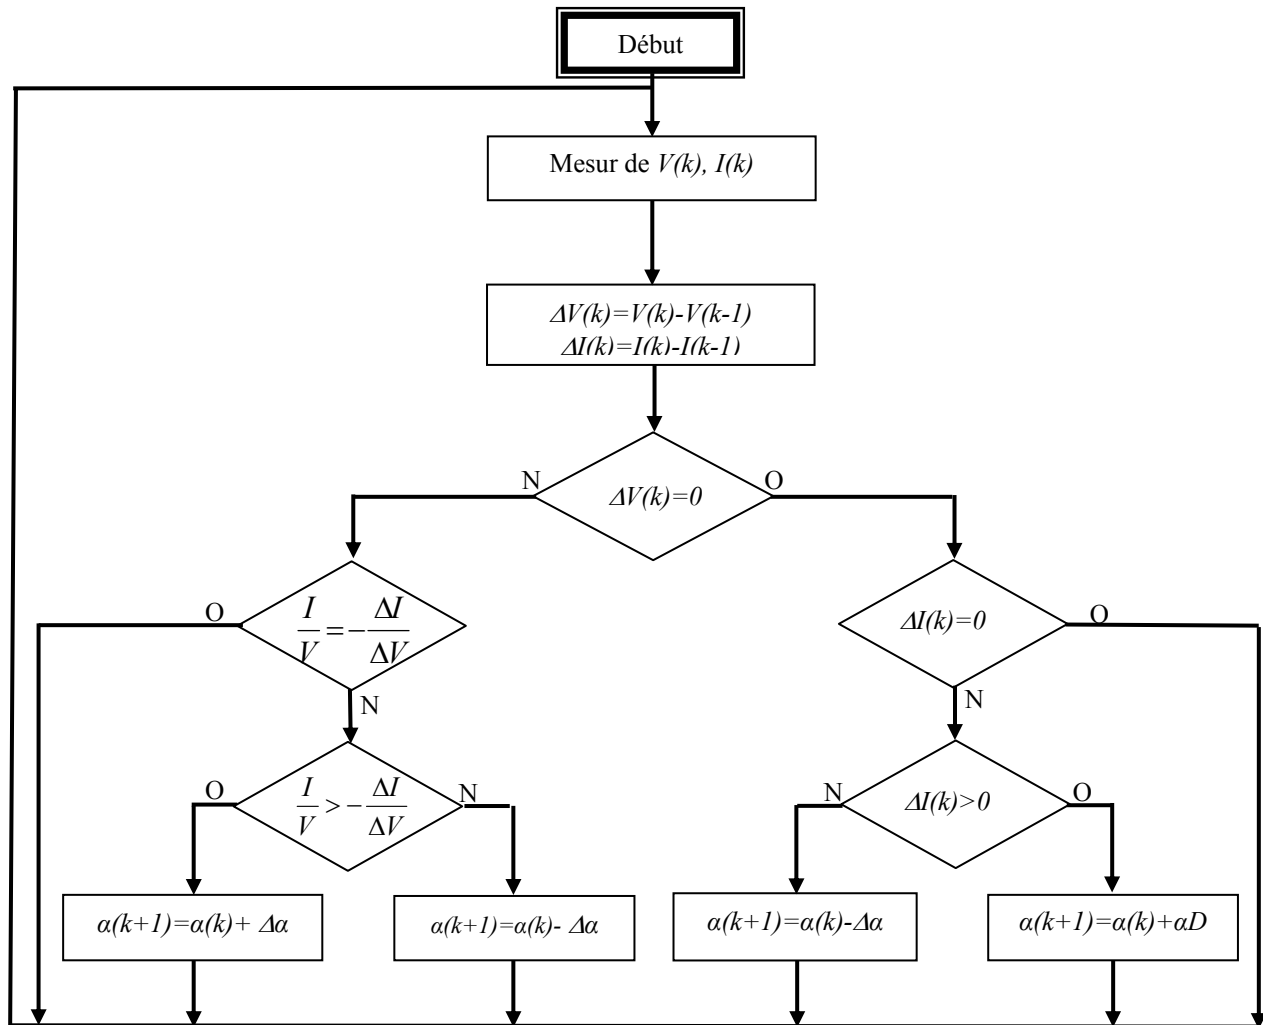 Début
Mesur de V(k), I(k)
ΔV(k)=V(k)-V(k-1)
ΔI(k)=I(k)-I(k-1)
N
ΔV(k)=0
O
O
I/V = -ΔI/ΔV
N
ΔI(k)=0
O
N
O
I/V > -ΔI/ΔV
N
N
ΔI(k)>0
O
α(k+1)=α(k)+ Δα
α(k+1)=α(k)- Δα
α(k+1)=α(k)-Δα
α(k+1)=α(k)+αD